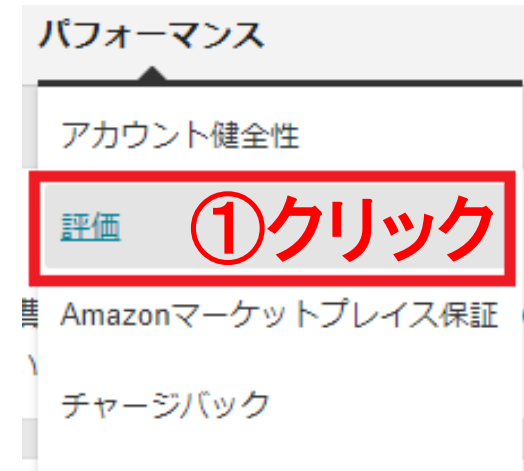 パフォーマンス
アカウント健全性
評価 ①クリック
Amazonマーケットプレイス保証
チャージバック